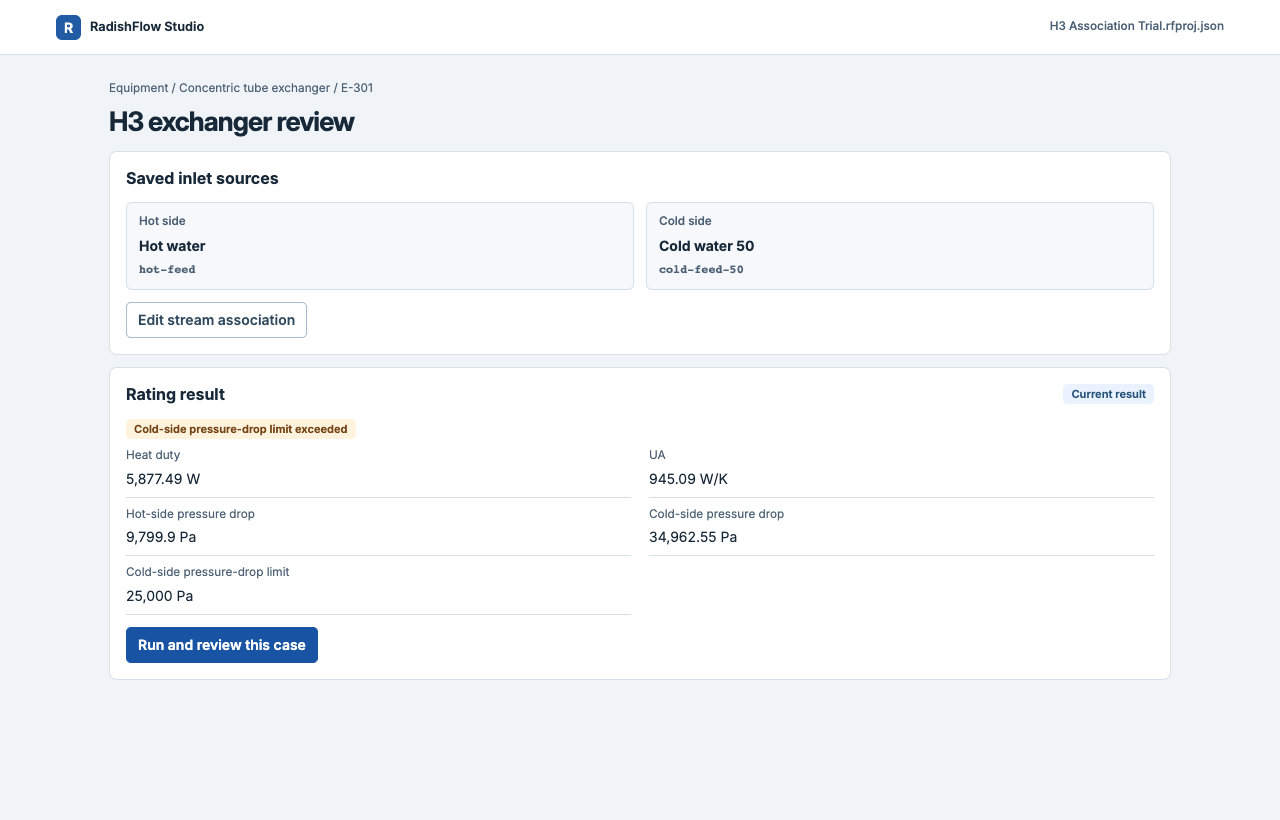 R
RadishFlow Studio
H3 Association Trial.rfproj.json
Equipment / Concentric tube exchanger / E-301
H3 exchanger review
Saved inlet sources
Hot side
Hot water
hot-feed
Cold side
Cold water 50
cold-feed-50
Edit stream association
Rating result
Current result
Cold-side pressure-drop limit exceeded
Heat duty
5,877.49 W
UA
945.09 W/K
Hot-side pressure drop
9,799.9 Pa
Cold-side pressure drop
34,962.55 Pa
Cold-side pressure-drop limit
25,000 Pa
Run and review this case